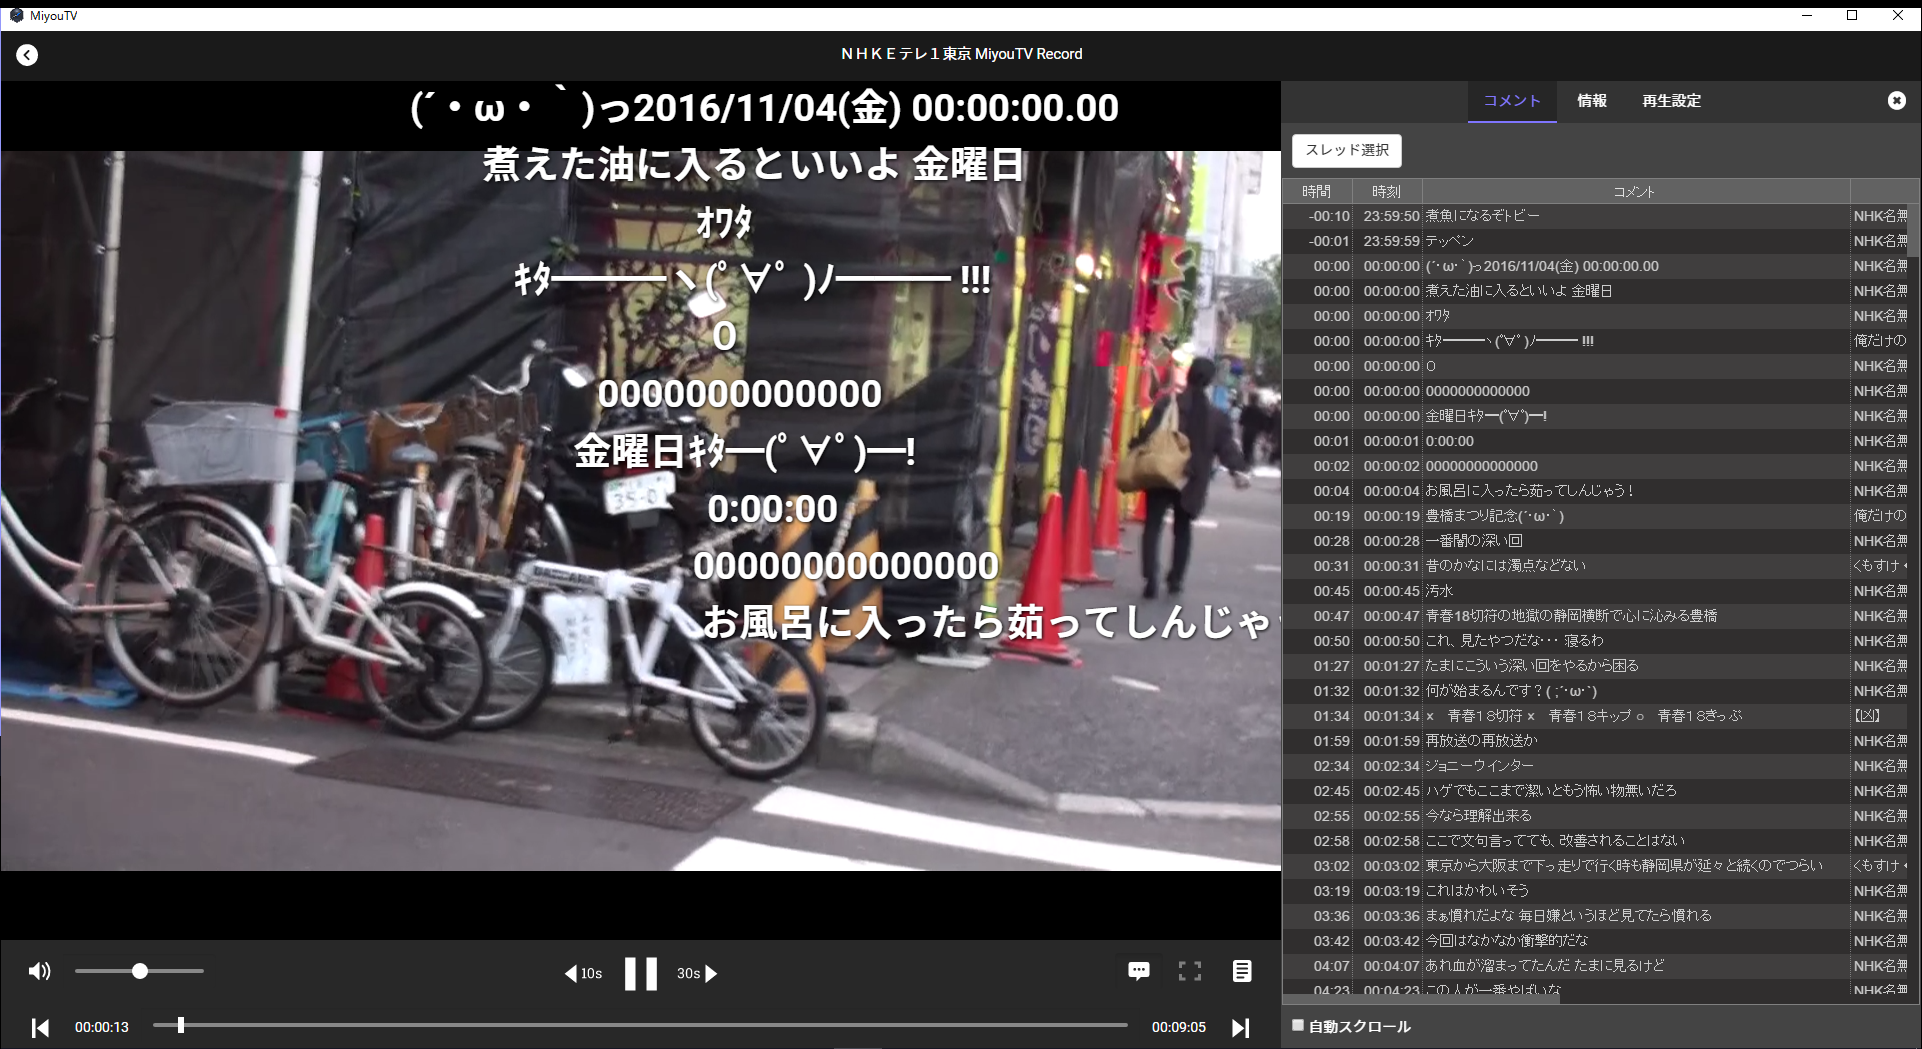 MiyouTV
ＮＨＫＥテレ１東京 MiyouTV Record
(´・ω・｀)っ2016/11/04(金) 00:00:00.00
煮えた油に入るといいよ 金曜日
ｵﾜﾀ
ｷﾀ━━━ヽ(ﾟ∀ﾟ )ﾉ━━━ !!!
O
0000000000000
金曜日ｷﾀ━(ﾟ∀ﾟ)━!
0:00:00
00000000000000
お風呂に入ったら茹ってしんじゃ
35-01
コメント 情報 再生設定
スレッド選択
時間 時刻 コメント
-00:10 23:59:50 煮魚になるぞトビー NHK名無
-00:01 23:59:59 テッペン NHK名無
00:00 00:00:00 (´・ω・｀)っ2016/11/04(金) 00:00:00.00 NHK名無
00:00 00:00:00 煮えた油に入るといいよ 金曜日 NHK名無
00:00 00:00:00 ｵﾜﾀ NHK名無
00:00 00:00:00 ｷﾀ━━━ヽ(ﾟ∀ﾟ )ﾉ━━━ !!! 俺だけの
00:00 00:00:00 O NHK名無
00:00 00:00:00 0000000000000 NHK名無
00:00 00:00:00 金曜日ｷﾀ━(ﾟ∀ﾟ)━! NHK名無
00:01 00:00:01 0:00:00 NHK名無
00:02 00:00:02 00000000000000 NHK名無
00:04 00:00:04 お風呂に入ったら茹ってしんじゃう！ NHK名無
00:19 00:00:19 豊橋まつり記念(´・ω・｀) 俺だけの
00:28 00:00:28 一番闇の深い回 NHK名無
00:31 00:00:31 昔のかなには濁点などない くもすけ
00:45 00:00:45 汚水 NHK名無
00:47 00:00:47 青春18切符の地獄の静岡横断で心に沁みる豊橋 NHK名無
00:50 00:00:50 これ、見たやつだな・・・ 寝るわ NHK名無
01:27 00:01:27 たまにこういう深い回をやるから困る NHK名無
01:32 00:01:32 何が始まるんです？( ;´・ω・｀) NHK名無
01:34 00:01:34 ×　青春１８切符 ×　青春１８キップ ○　青春１８きっぷ 【凶】
01:59 00:01:59 再放送の再放送か NHK名無
02:34 00:02:34 ジョニーウインター NHK名無
02:45 00:02:45 ハゲでもここまで潔いともう怖い物無いだろ NHK名無
02:55 00:02:55 今なら理解出来る NHK名無
02:58 00:02:58 ここで文句言ってても、改善されることはない NHK名無
03:02 00:03:02 東京から大阪まで下っ走りで行く時も静岡県が延々と続くのでつらい くもすけ
03:19 00:03:19 これはかわいそう NHK名無
03:36 00:03:36 まぁ慣れだよな 毎日嫌というほど見てたら慣れる NHK名無
03:42 00:03:42 今回はなかなか衝撃的だな NHK名無
04:07 00:04:07 あれ血が溜まってたんだ たまに見るけど NHK名無
04:23 00:04:23 この人が一番やばいな NHK名無
10s 30s
00:00:13 00:09:05
自動スクロール